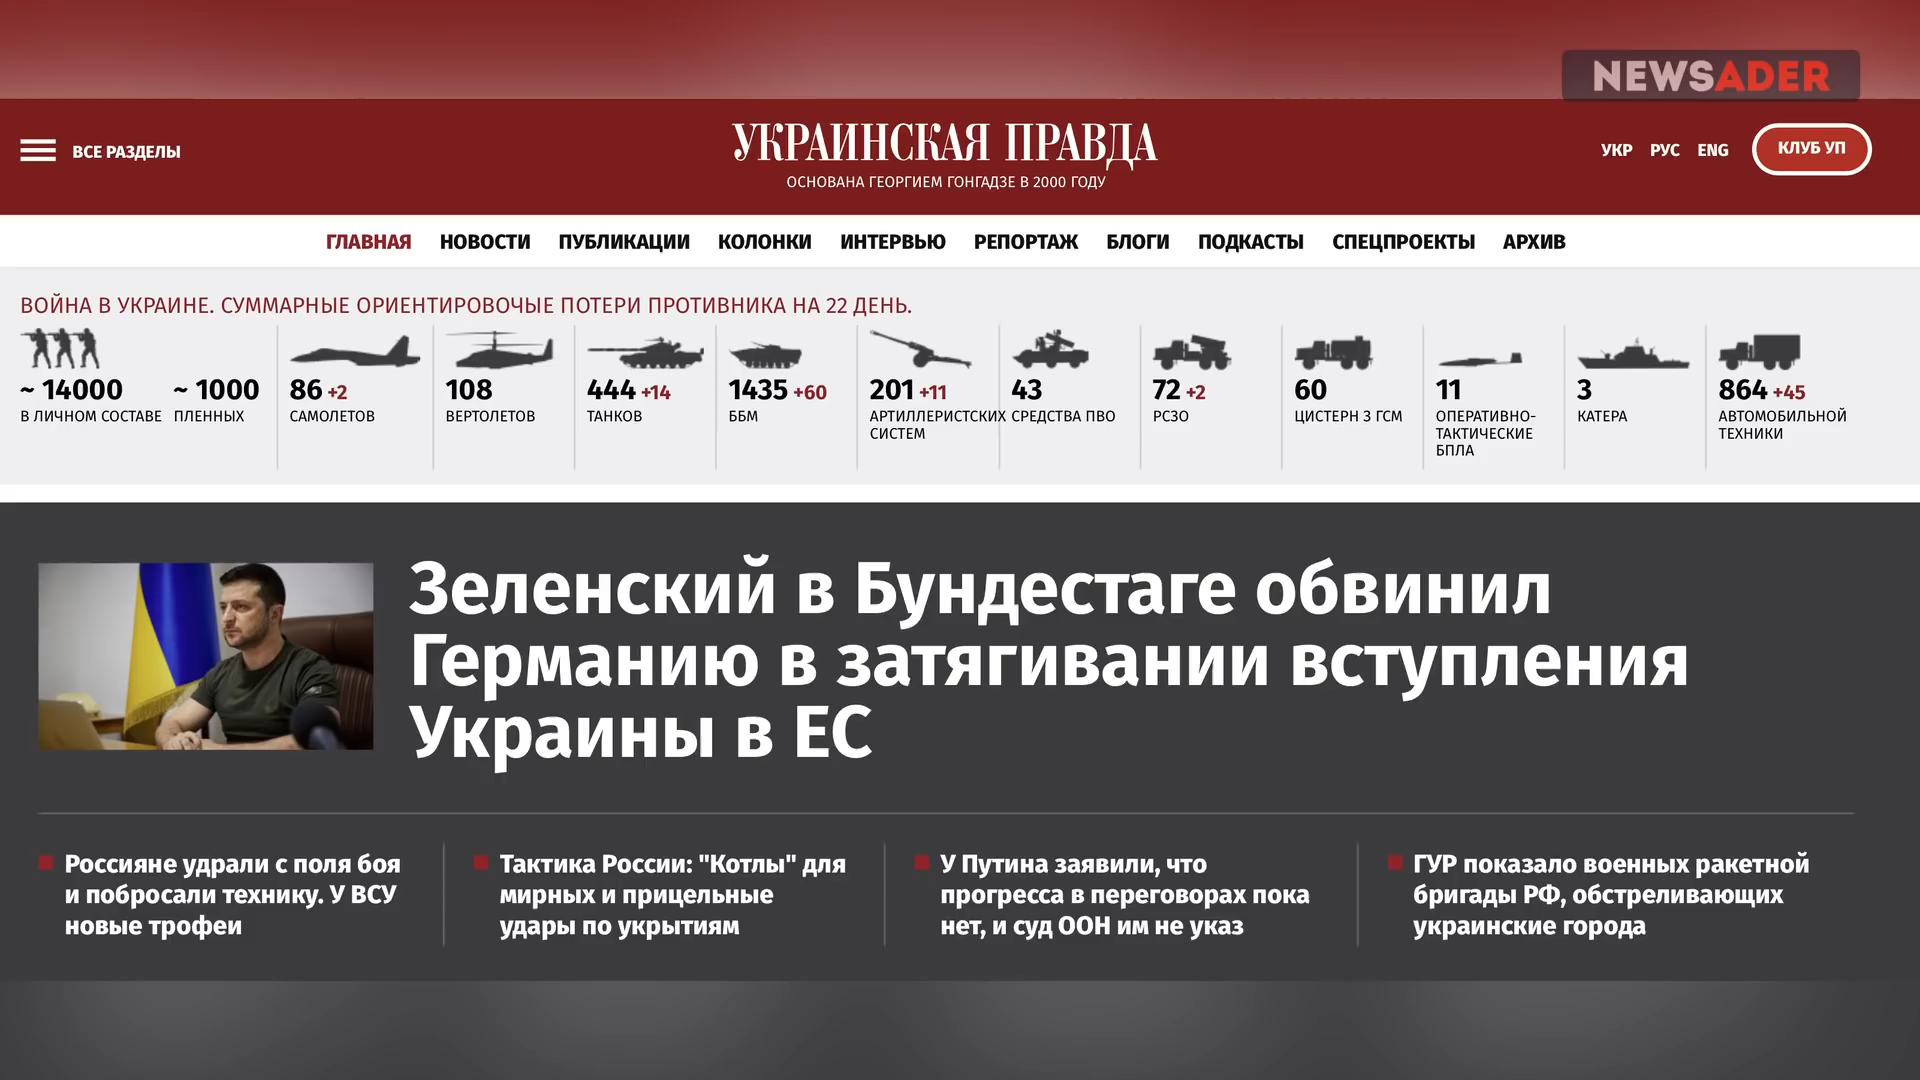 NEWSADER
ВСЕ РАЗДЕЛЫ
УКРАИНСКАЯ ПРАВДА
ОСНОВАНА ГЕОРГИЕМ ГОНГАДЗЕ В 2000 ГОДУ
УКР РУС ENG
КЛУБ УП
ГЛАВНАЯ НОВОСТИ ПУБЛИКАЦИИ КОЛОНКИ ИНТЕРВЬЮ РЕПОРТАЖ БЛОГИ ПОДКАСТЫ СПЕЦПРОЕКТЫ АРХИВ
ВОЙНА В УКРАИНЕ. СУММАРНЫЕ ОРИЕНТИРОВОЧЫЕ ПОТЕРИ ПРОТИВНИКА НА 22 ДЕНЬ.
~ 14000
В ЛИЧНОМ СОСТАВЕ
~ 1000
ПЛЕННЫХ
86 +2
САМОЛЕТОВ
108
ВЕРТОЛЕТОВ
444 +14
ТАНКОВ
1435 +60
ББМ
201 +11
АРТИЛЛЕРИСТСКИХ
СИСТЕМ
43
СРЕДСТВА ПВО
72 +2
РСЗО
60
ЦИСТЕРН З ГСМ
11
ОПЕРАТИВНО-
ТАКТИЧЕСКИЕ
БПЛА
3
КАТЕРА
864 +45
АВТОМОБИЛЬНОЙ
ТЕХНИКИ
Зеленский в Бундестаге обвинил
Германию в затягивании вступления
Украины в ЕС
Россияне удрали с поля боя
и побросали технику. У ВСУ
новые трофеи
Тактика России: "Котлы" для
мирных и прицельные
удары по укрытиям
У Путина заявили, что
прогресса в переговорах пока
нет, и суд ООН им не указ
ГУР показало военных ракетной
бригады РФ, обстреливающих
украинские города